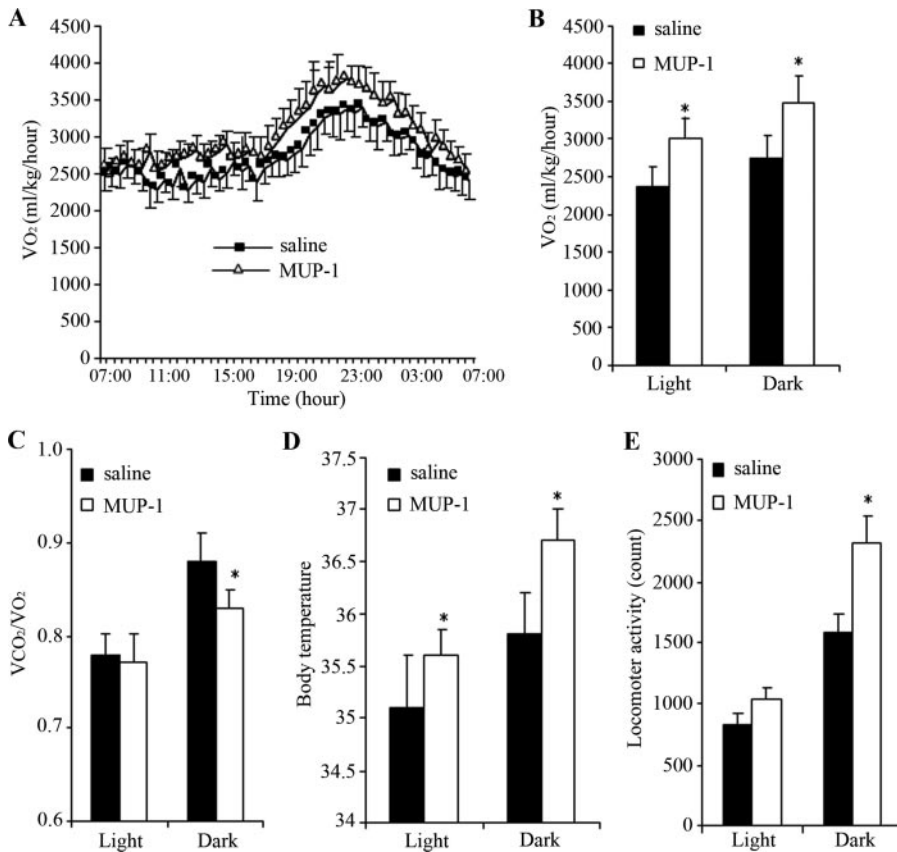 A
VO₂ (ml/kg/hour)
4500
4000
3500
3000
2500
2000
1500
1000
500
0
saline
MUP-1
07:00 11:00 15:00 19:00 23:00 03:00 07:00
Time (hour)
B
saline
MUP-1
VO₂ (ml/kg/hour)
4500
4000
3500
3000
2500
2000
3000
1000
500
0
* *
Light Dark
C
saline
MUP-1
VCO₂/VO₂
1.0
0.9
0.8
0.7
0.6
*
Light Dark
D
saline
MUP-1
Body temperature
37.5
37
36.5
36
35.5
35
34.5
34
* *
Light Dark
E
saline
MUP-1
Locomoter activity (count)
3000
2500
2000
1500
1000
500
0
*
Light Dark